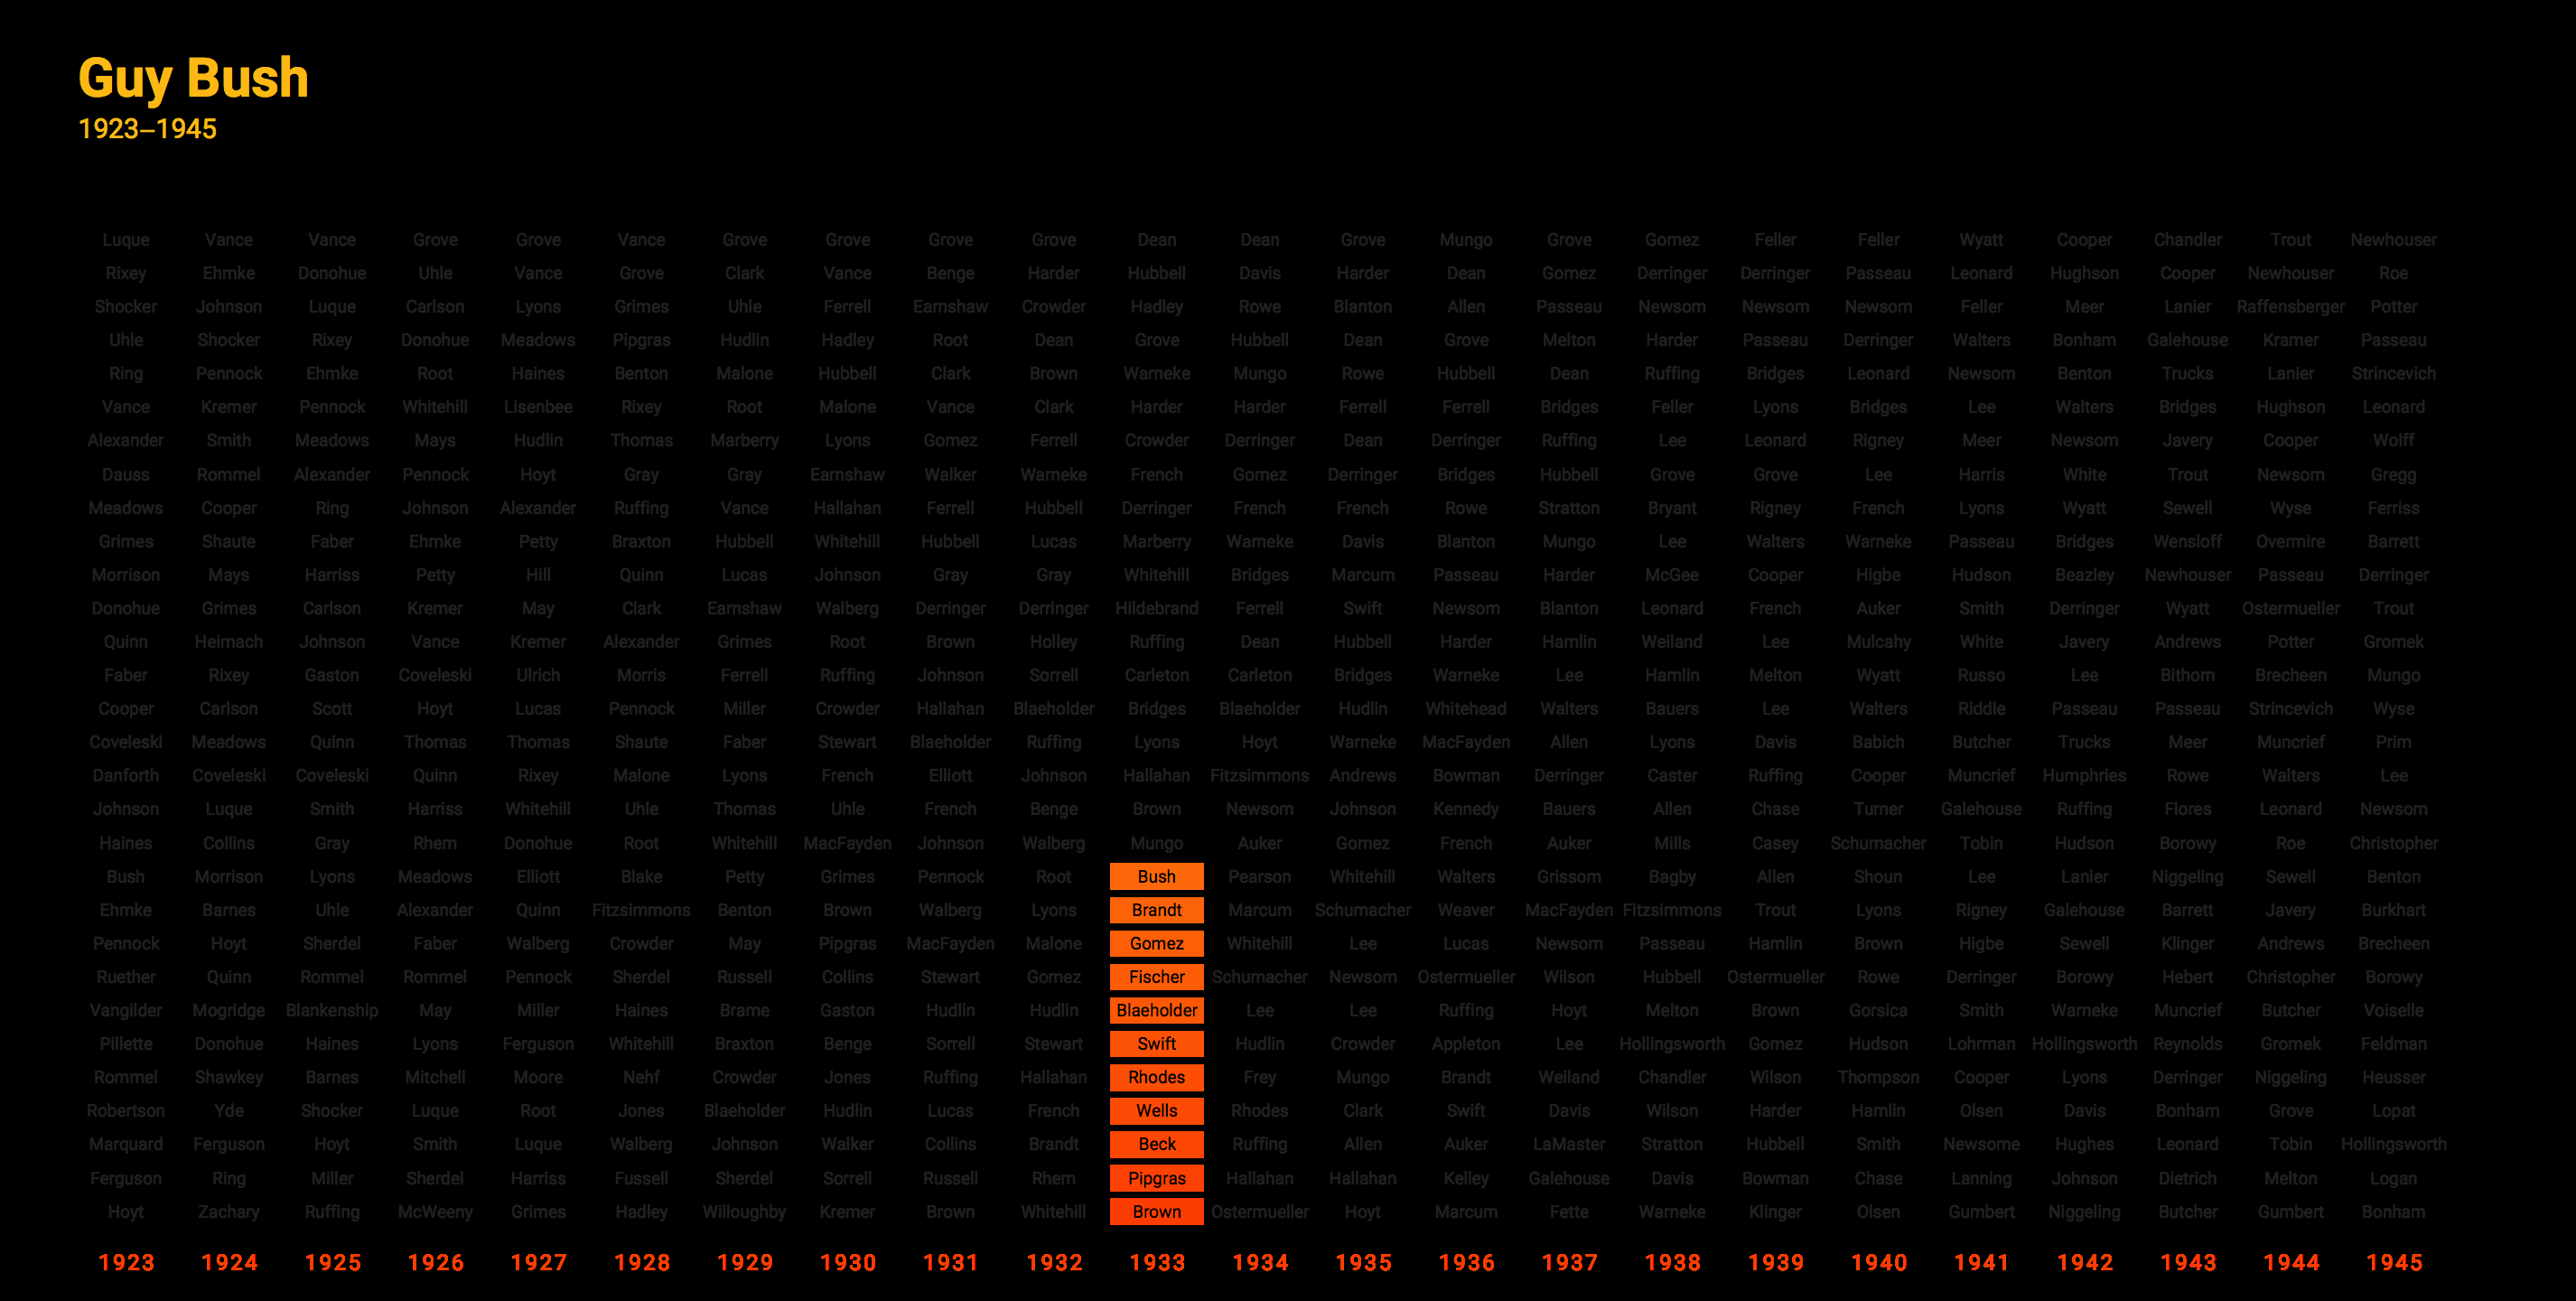 Guy Bush
1923–1945
Luque Vance Vance Grove Grove Vance Grove Grove Grove Grove Dean Dean Grove Mungo Grove Gomez Feller Feller Wyatt Cooper Chandler Trout Newhouser
Rixey Ehmke Donohue Uhle Vance Grove Clark Vance Benge Harder Hubbell Davis Harder Dean Gomez Derringer Derringer Passeau Leonard Hughson Cooper Newhouser Roe
Shocker Johnson Luque Carlson Lyons Grimes Uhle Ferrell Earnshaw Crowder Hadley Rowe Blanton Allen Passeau Newsom Newsom Newsom Feller Meer Lanier Raffensberger Potter
Uhle Shocker Rixey Donohue Meadows Pipgras Hudlin Hadley Root Dean Grove Hubbell Dean Grove Melton Harder Passeau Derringer Walters Bonham Galehouse Kramer Passeau
Ring Pennock Ehmke Root Haines Benton Malone Hubbell Clark Brown Warneke Mungo Rowe Hubbell Dean Ruffing Bridges Leonard Newsom Benton Trucks Lanier Strincevich
Vance Kremer Pennock Whitehill Lisenbee Rixey Root Malone Vance Clark Harder Harder Ferrell Ferrell Bridges Feller Lyons Bridges Lee Walters Bridges Hughson Leonard
Alexander Smith Meadows Mays Hudlin Thomas Marberry Lyons Gomez Ferrell Crowder Derringer Dean Derringer Ruffing Lee Leonard Rigney Meer Newsom Javery Cooper Wolff
Dauss Rommel Alexander Pennock Hoyt Gray Gray Earnshaw Walker Warneke French Gomez Derringer Bridges Hubbell Grove Grove Lee Harris White Trout Newsom Gregg
Meadows Cooper Ring Johnson Alexander Ruffing Vance Hallahan Ferrell Hubbell Derringer French French Rowe Stratton Bryant Rigney French Lyons Wyatt Sewell Wyse Ferriss
Grimes Shaute Faber Ehmke Petty Braxton Hubbell Whitehill Hubbell Lucas Marberry Warneke Davis Blanton Mungo Lee Walters Warneke Passeau Bridges Wensloff Overmire Barrett
Morrison Mays Harriss Petty Hill Quinn Lucas Johnson Gray Gray Whitehill Bridges Marcum Passeau Harder McGee Cooper Higbe Hudson Beazley Newhouser Passeau Derringer
Donohue Grimes Carlson Kremer May Clark Earnshaw Walberg Derringer Derringer Hildebrand Ferrell Swift Newsom Blanton Leonard French Auker Smith Derringer Wyatt Ostermueller Trout
Quinn Heimach Johnson Vance Kremer Alexander Grimes Root Brown Holley Ruffing Dean Hubbell Harder Hamlin Weiland Lee Mulcahy White Javery Andrews Potter Gromek
Faber Rixey Gaston Coveleski Ulrich Morris Ferrell Ruffing Johnson Sorrell Carleton Carleton Bridges Warneke Lee Hamlin Melton Wyatt Russo Lee Bithorn Brecheen Mungo
Cooper Carlson Scott Hoyt Lucas Pennock Miller Crowder Hallahan Blaeholder Bridges Blaeholder Hudlin Whitehead Walters Bauers Lee Walters Riddle Passeau Passeau Strincevich Wyse
Coveleski Meadows Quinn Thomas Thomas Shaute Faber Stewart Blaeholder Ruffing Lyons Hoyt Warneke MacFayden Allen Lyons Davis Babich Butcher Trucks Meer Muncrief Prim
Danforth Coveleski Coveleski Quinn Rixey Malone Lyons French Elliott Johnson Hallahan Fitzsimmons Andrews Bowman Derringer Caster Ruffing Cooper Muncrief Humphries Rowe Walters Lee
Johnson Luque Smith Harriss Whitehill Uhle Thomas Uhle French Benge Brown Newsom Johnson Kennedy Bauers Allen Chase Turner Galehouse Ruffing Flores Leonard Newsom
Haines Collins Gray Rhem Donohue Root Whitehill MacFayden Johnson Walberg Mungo Auker Gomez French Auker Mills Casey Schumacher Tobin Hudson Borowy Roe Christopher
Bush Morrison Lyons Meadows Elliott Blake Petty Grimes Pennock Root Bush Pearson Whitehill Walters Grissom Bagby Allen Shoun Lee Lanier Niggeling Sewell Benton
Ehmke Barnes Uhle Alexander Quinn Fitzsimmons Benton Brown Walberg Lyons Brandt Marcum Schumacher Weaver MacFayden Fitzsimmons Trout Lyons Rigney Galehouse Barrett Javery Burkhart
Pennock Hoyt Sherdel Faber Walberg Crowder May Pipgras MacFayden Malone Gomez Whitehill Lee Lucas Newsom Passeau Hamlin Brown Higbe Sewell Klinger Andrews Brecheen
Ruether Quinn Rommel Rommel Pennock Sherdel Russell Collins Stewart Gomez Fischer Schumacher Newsom Ostermueller Wilson Hubbell Ostermueller Rowe Derringer Borowy Hebert Christopher Borowy
Vangilder Mogridge Blankenship May Miller Haines Brame Gaston Hudlin Hudlin Blaeholder Lee Lee Ruffing Hoyt Melton Brown Gorsica Smith Warneke Muncrief Butcher Voiselle
Pillette Donohue Haines Lyons Ferguson Whitehill Braxton Benge Sorrell Stewart Swift Hudlin Crowder Appleton Lee Hollingsworth Gomez Hudson Lohrman Hollingsworth Reynolds Gromek Feldman
Rommel Shawkey Barnes Mitchell Moore Nehf Crowder Jones Ruffing Hallahan Rhodes Frey Mungo Brandt Weiland Chandler Wilson Thompson Cooper Lyons Derringer Niggeling Heusser
Robertson Yde Shocker Luque Root Jones Blaeholder Hudlin Lucas French Wells Rhodes Clark Swift Davis Wilson Harder Hamlin Olsen Davis Bonham Grove Lopat
Marquard Ferguson Hoyt Smith Luque Walberg Johnson Walker Collins Brandt Beck Ruffing Allen Auker LaMaster Stratton Hubbell Smith Newsome Hughes Leonard Tobin Hollingsworth
Ferguson Ring Miller Sherdel Harriss Fussell Sherdel Sorrell Russell Rhem Pipgras Hallahan Hallahan Kelley Galehouse Davis Bowman Chase Lanning Johnson Dietrich Melton Logan
Hoyt Zachary Ruffing McWeeny Grimes Hadley Willoughby Kremer Brown Whitehill Brown Ostermueller Hoyt Marcum Fette Warneke Klinger Olsen Gumbert Niggeling Butcher Gumbert Bonham
1923 1924 1925 1926 1927 1928 1929 1930 1931 1932 1933 1934 1935 1936 1937 1938 1939 1940 1941 1942 1943 1944 1945